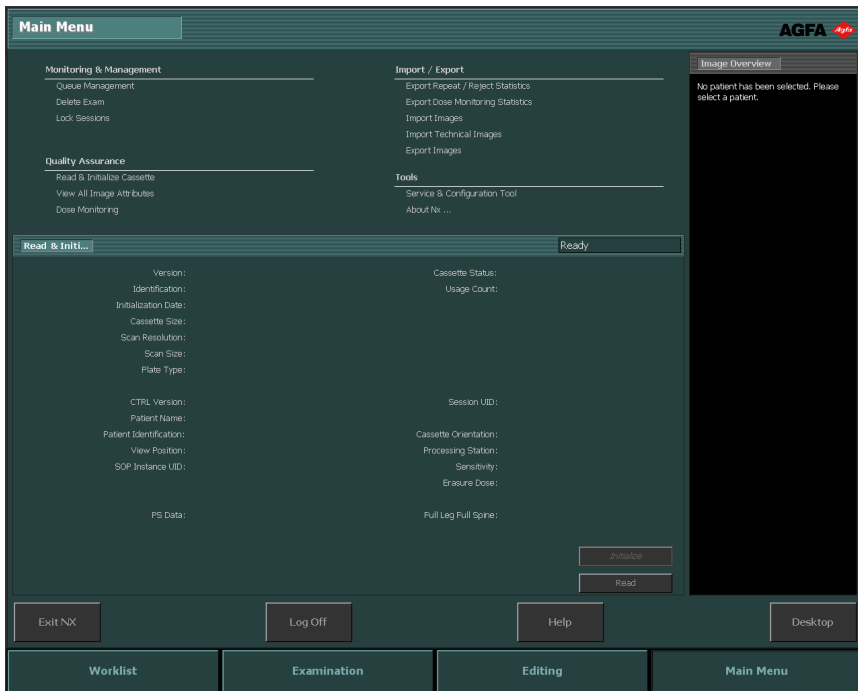 Main Menu
AGFA Agfa
Monitoring & Management
Queue Management
Delete Exam
Lock Sessions
Quality Assurance
Read & Initialize Cassette
View All Image Attributes
Dose Monitoring
Import / Export
Export Repeat / Reject Statistics
Export Dose Monitoring Statistics
Import Images
Import Technical Images
Export Images
Tools
Service & Configuration Tool
About Nx ...
Image Overview
No patient has been selected. Please
select a patient.
Read & Initi...
Ready
Version:
Identification:
Initialization Date:
Cassette Size:
Scan Resolution:
Scan Size:
Plate Type:
Cassette Status:
Usage Count:
CTRL Version:
Patient Name:
Patient Identification:
View Position:
SOP Instance UID:
Session UID:
Cassette Orientation:
Processing Station:
Sensitivity:
Erasure Dose:
PS Data:
Full Leg Full Spine:
Initialize
Read
Exit NX
Log Off
Help
Desktop
Worklist
Examination
Editing
Main Menu